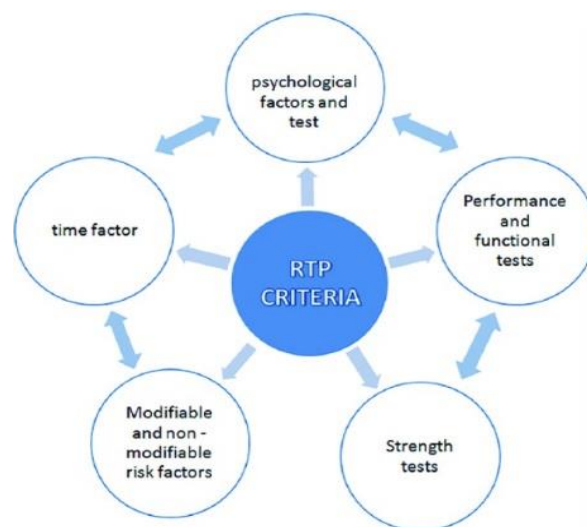 psychological
factors and
test
time factor
Performance
and
functional
tests
RTP
CRITERIA
Modifiable
and non -
modifiable
risk factors
Strength
tests